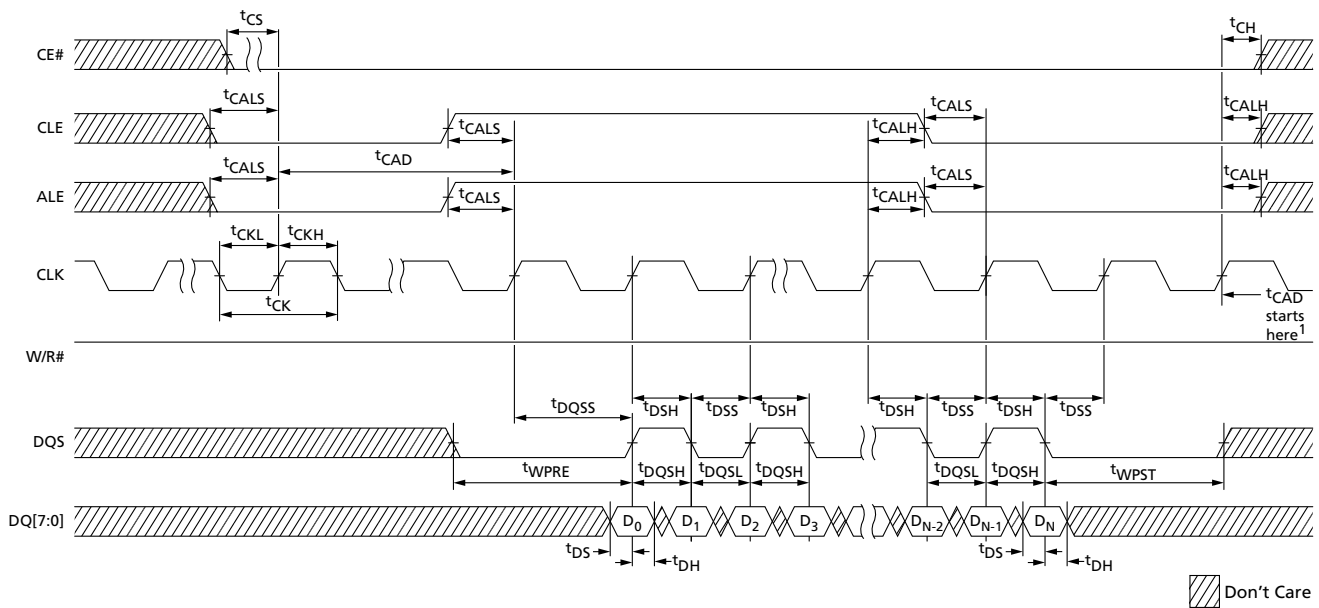 tCS
tCH
CE#
tCALS
tCALS
tCALH
tCALS
tCALH
CLE
tCAD
tCALS
tCALS
tCALH
tCALS
tCALH
ALE
tCKL
tCKH
CLK
tCK
tCAD
starts
here1
W/R#
tDQSS
tDSH
tDSS
tDSH
tDSH
tDSS
tDSH
tDSS
DQS
tWPRE
tDQSH
tDQSL
tDQSH
tDQSL
tDQSH
tWPST
DQ[7:0]
D0
D1
D2
D3
DN-2
DN-1
DN
tDS
tDH
tDS
tDH
Don't Care